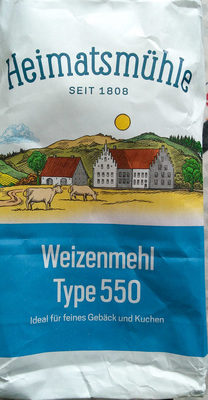 Heimatsmühle
SEIT 1808
Weizenmehl
Type 550
Ideal für feines Gebäck und Kuchen